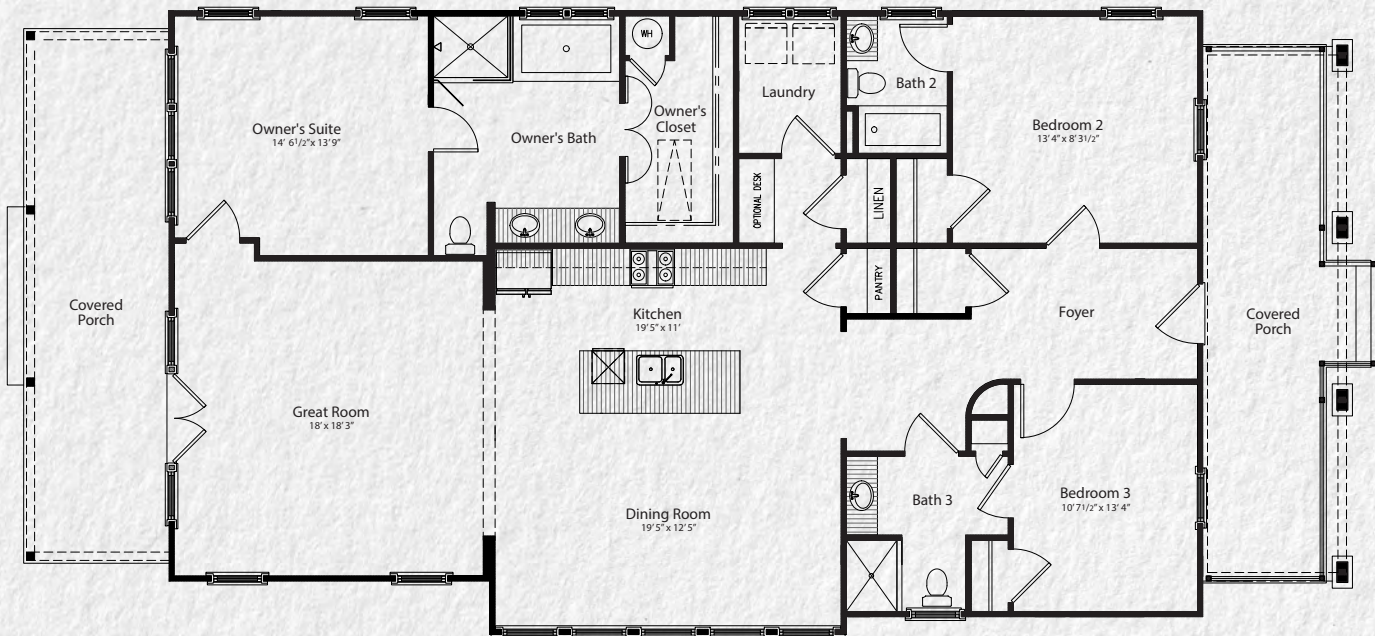 WH
Laundry
Bath 2
Owner's
Closet
Owner's Suite
14' 6 1/2" x 13'9"
Owner's Bath
Bedroom 2
13'4" x 8'3 1/2"
OPTIONAL DESK
LINEN
PANTRY
Covered
Porch
Kitchen
19'5" x 11'
Foyer
Covered
Porch
Great Room
18' x 18'3"
Dining Room
19'5" x 12'5"
Bath 3
Bedroom 3
10'7 1/2" x 13'4"